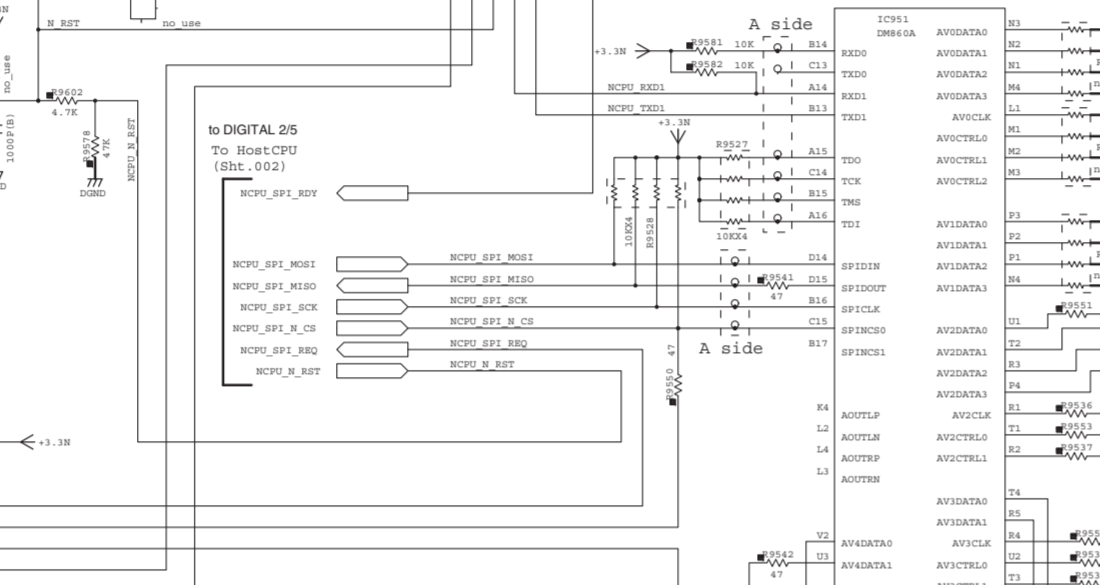 N_RST
no_use
no_use
R9602
4.7K
R9578
47K
1000P(B)
NCPU_N_RST
DGND
to DIGITAL 2/5
To HostCPU
(Sht.002)
NCPU_SPI_RDY
NCPU_SPI_MOSI
NCPU_SPI_MISO
NCPU_SPI_SCK
NCPU_SPI_N_CS
NCPU_SPI_REQ
NCPU_N_RST
NCPU_SPI_MOSI
NCPU_SPI_MISO
NCPU_SPI_SCK
NCPU_SPI_N_CS
NCPU_SPI_REQ
NCPU_N_RST
+3.3N
A side
+3.3N
R9581 10K
R9582 10K
NCPU_RXD1
NCPU_TXD1
+3.3N
R9527
10KX4
10KX4
R9528
R9541
47
A side
47
R9550
R9542
47
IC951
DM860A
B14 RXD0
C13 TXD0
A14 RXD1
B13 TXD1
A15 TDO
C14 TCK
B15 TMS
A16 TDI
D14 SPIDIN
D15 SPIDOUT
B16 SPICLK
C15 SPINCS0
B17 SPINCS1
K4 AOUTLP
L2 AOUTLN
L4 AOUTRP
L3 AOUTRN
V2 AV4DATA0
U3 AV4DATA1
AV0DATA0 N3
AV0DATA1 N2
AV0DATA2 N1
AV0DATA3 M4
AV0CLK L1
AV0CTRL0 M1
AV0CTRL1 M2
AV0CTRL2 M3
AV1DATA0 P3
AV1DATA1 P2
AV1DATA2 P1
AV1DATA3 N4
AV2DATA0 U1
AV2DATA1 T2
AV2DATA2 R3
AV2DATA3 P4
AV2CLK R1
AV2CTRL0 T1
AV2CTRL1 R2
AV3DATA0 T4
AV3DATA1 R5
AV3CLK R4
AV3CTRL0 U2
T3
R9551
R9536
R9553
R9537